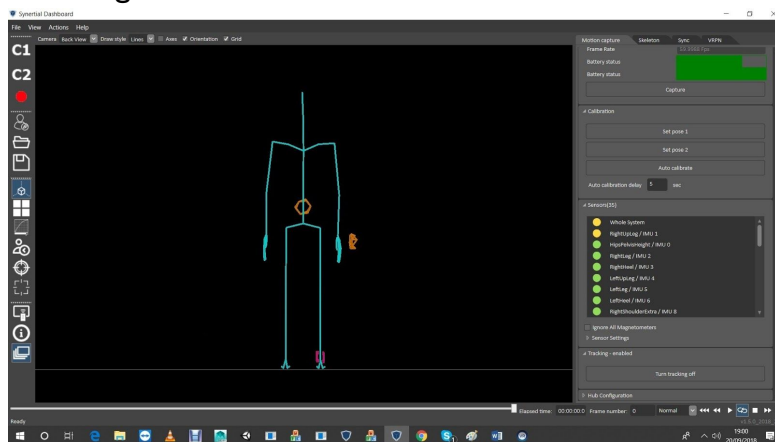 Synertial Dashboard
File View Actions Help
Camera Back View Draw style Lines Axes Orientation Grid
C1
C2
Motion capture Skeleton Sync VRPN
Frame Rate
Battery status
Battery status
Capture
Calibration
Set pose 1
Set pose 2
Auto calibrate
Auto calibration delay 5 sec
Sensors(35)
Whole System
RightUpLeg / IMU 1
HipsPelvisHeight / IMU 0
RightLeg / IMU 2
RightHeel / IMU 3
LeftUpLeg / IMU 4
LeftLeg / IMU 5
LeftHeel / IMU 6
RightShoulderExtra / IMU 8
Ignore All Magnetometers
Sensor Settings
Tracking - enabled
Turn tracking off
Hub Configuration
Elapsed time: 00:00:00.0 Frame number: 0 Normal
Ready
19:00
20/09/2018